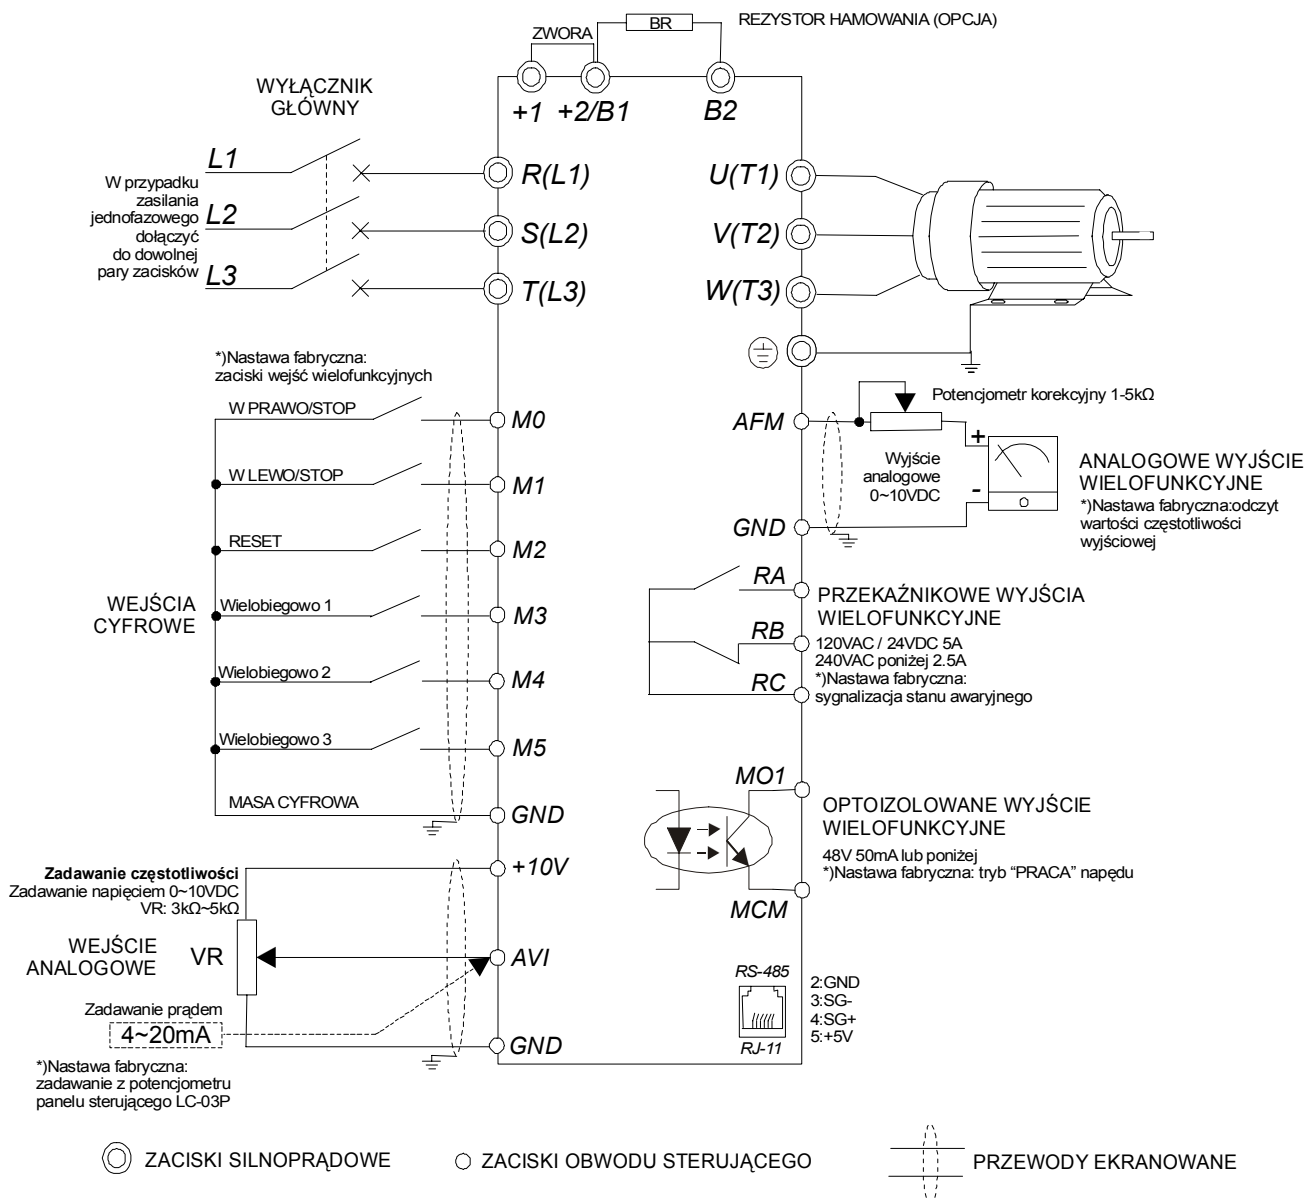 BR
REZYSTOR HAMOWANIA (OPCJA)
ZWORA
+1
+2/B1
B2
WYŁĄCZNIK
GŁÓWNY
L1
L2
L3
W przypadku
zasilania
jednofazowego
dołączyć
do dowolnej
pary zacisków
R(L1)
S(L2)
T(L3)
U(T1)
V(T2)
W(T3)
*)Nastawa fabryczna:
zaciski wejść wielofunkcyjnych
W PRAWO/STOP
M0
W LEWO/STOP
M1
RESET
M2
WEJŚCIA
CYFROWE
Wielobiegowo 1
M3
Wielobiegowo 2
M4
Wielobiegowo 3
M5
MASA CYFROWA
GND
AFM
Potencjometr korekcyjny 1-5kΩ
Wyjście
analogowe
0~10VDC
+
-
GND
ANALOGOWE WYJŚCIE
WIELOFUNKCYJNE
*)Nastawa fabryczna:odczyt
wartości częstotliwości
wyjściowej
RA
RB
RC
PRZEKAŹNIKOWE WYJŚCIA
WIELOFUNKCYJNE
120VAC / 24VDC 5A
240VAC poniżej 2.5A
*)Nastawa fabryczna:
sygnalizacja stanu awaryjnego
MO1
MCM
OPTOIZOLOWANE WYJŚCIE
WIELOFUNKCYJNE
48V 50mA lub poniżej
*)Nastawa fabryczna: tryb “PRACA” napędu
+10V
Zadawanie częstotliwości
Zadawanie napięciem 0~10VDC
VR: 3kΩ~5kΩ
WEJŚCIE
ANALOGOWE
VR
AVI
Zadawanie prądem
4~20mA
GND
*)Nastawa fabryczna:
zadawanie z potencjometru
panelu sterującego LC-03P
RS-485
RJ-11
2:GND
3:SG-
4:SG+
5:+5V
ZACISKI SILNOPRĄDOWE
ZACISKI OBWODU STERUJĄCEGO
PRZEWODY EKRANOWANE